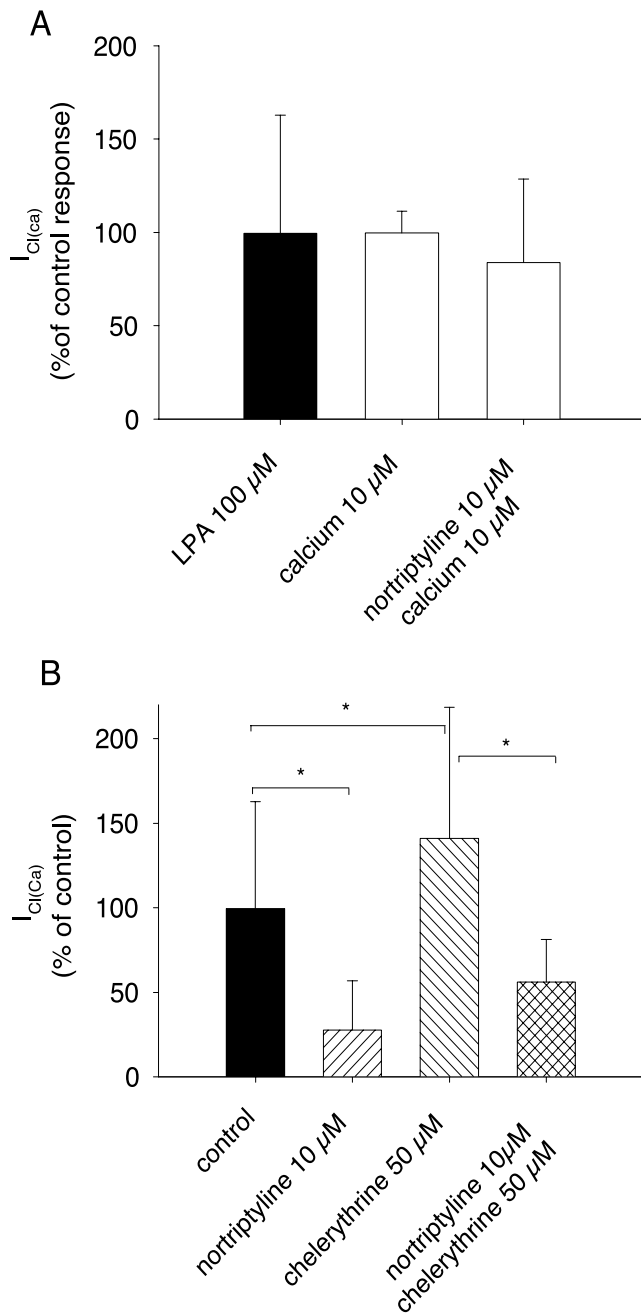 A
200
150
100
50
0
I Cl(ca)
(%of control response)
LPA 100 µM
calcium 10 µM
nortriptyline 10 µM
calcium 10 µM
B
200
150
100
50
0
I Cl(Ca)
(% of control)
*
*
*
control
nortriptyline 10 µM
chelerythrine 50 µM
nortriptyline 10µM
chelerythrine 50 µM